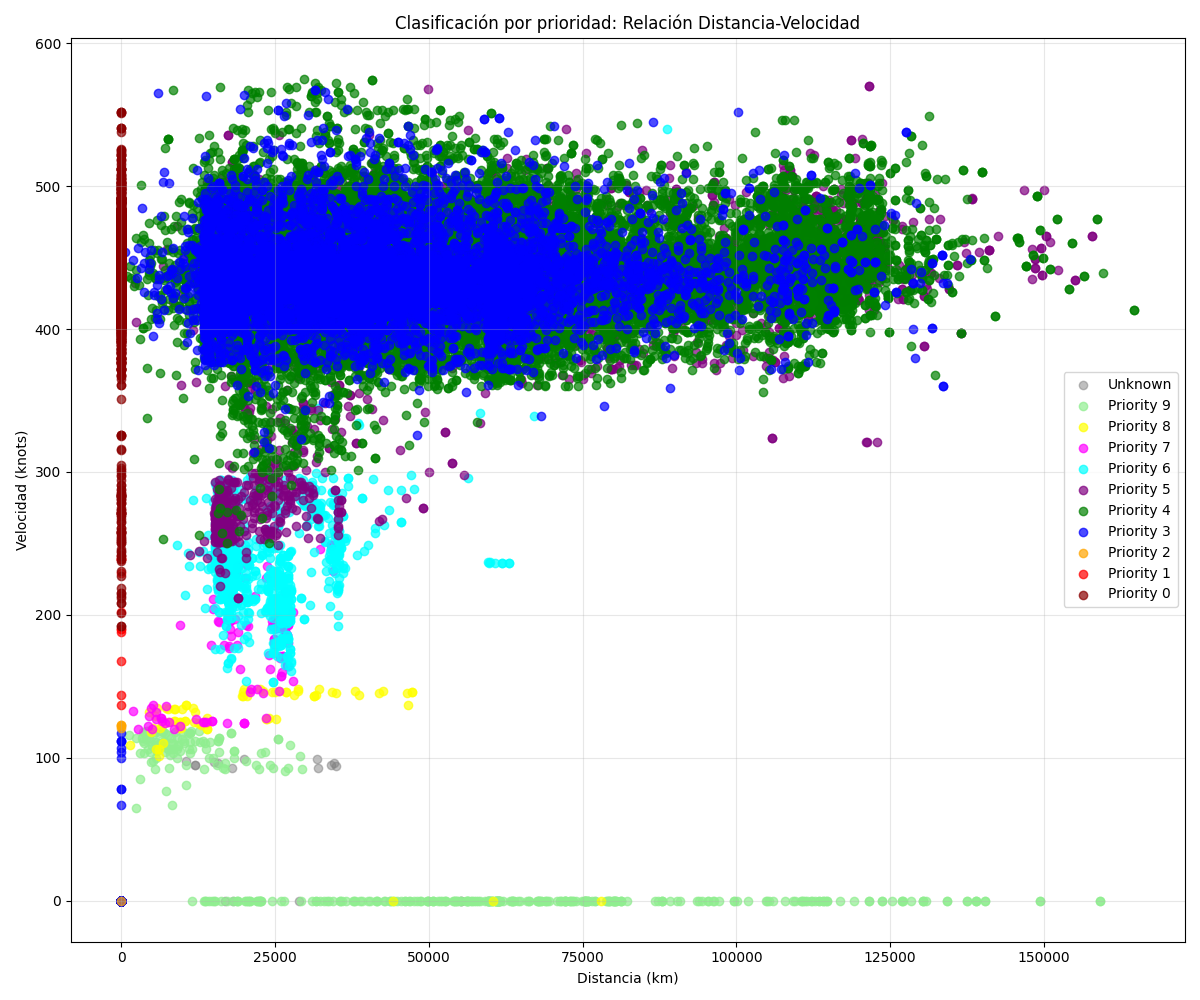 Clasificación por prioridad: Relación Distancia-Velocidad
600
500
400
300
200
100
0
Velocidad (knots)
0
25000
50000
75000
100000
125000
150000
Distancia (km)
Unknown
Priority 9
Priority 8
Priority 7
Priority 6
Priority 5
Priority 4
Priority 3
Priority 2
Priority 1
Priority 0